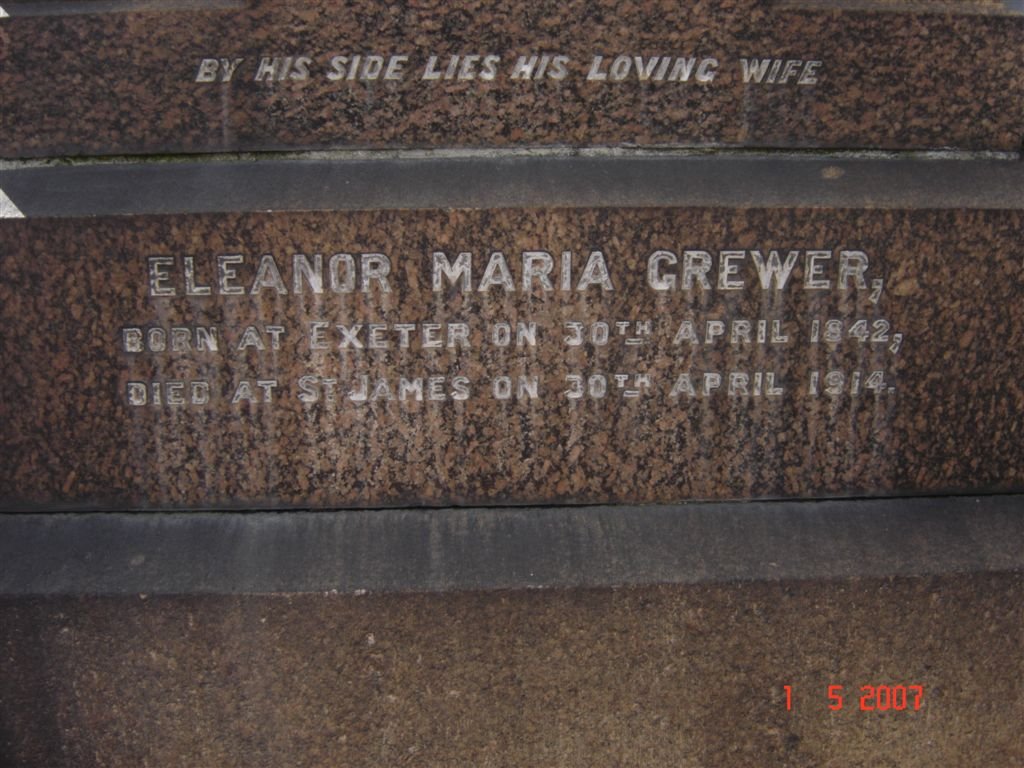 BY HIS SIDE LIES HIS LOVING WIFE
ELEANOR MARIA GREWER,
BORN AT EXETER ON 30TH APRIL 1842,
DIED AT ST JAMES ON 30TH APRIL 1914.
1 5 2007